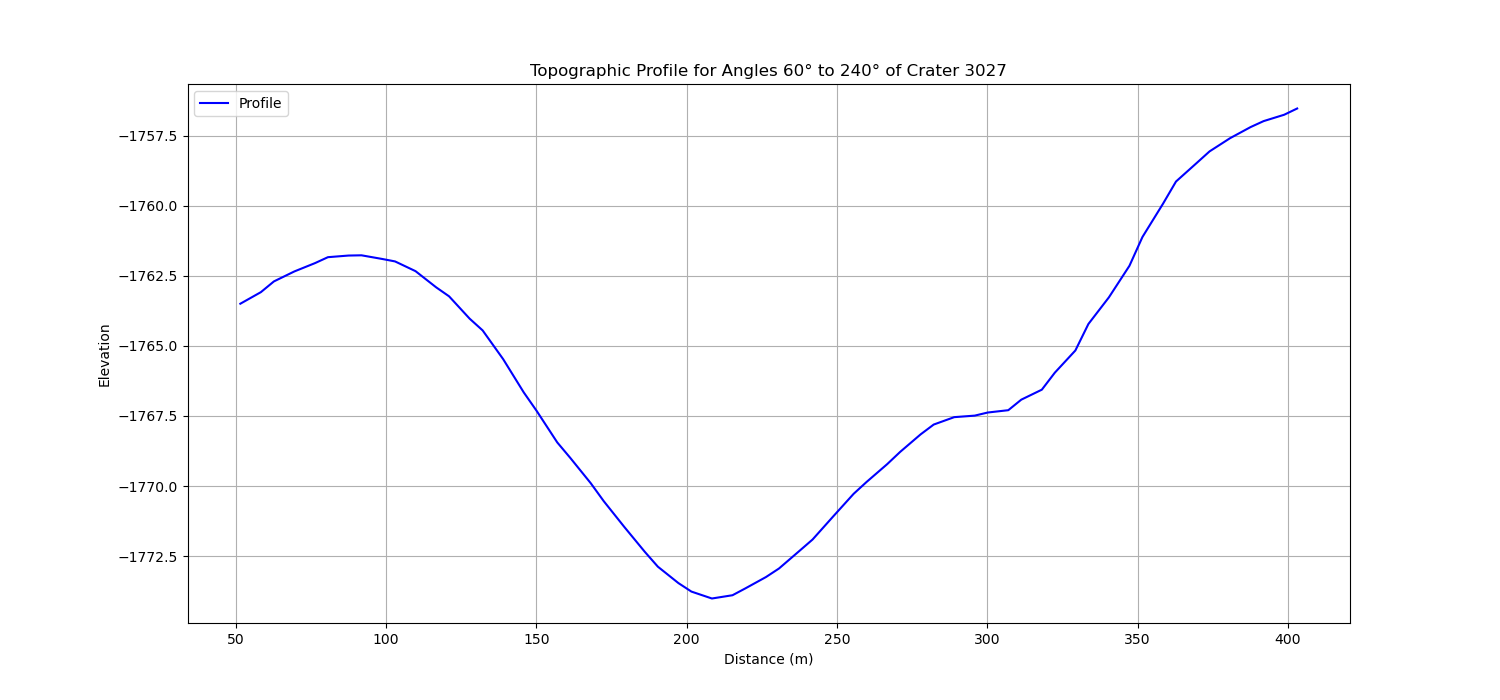 Topographic Profile for Angles 60° to 240° of Crater 3027
Profile
−1757.5
−1760.0
−1762.5
−1765.0
−1767.5
−1770.0
−1772.5
Elevation
50 100 150 200 250 300 350 400
Distance (m)